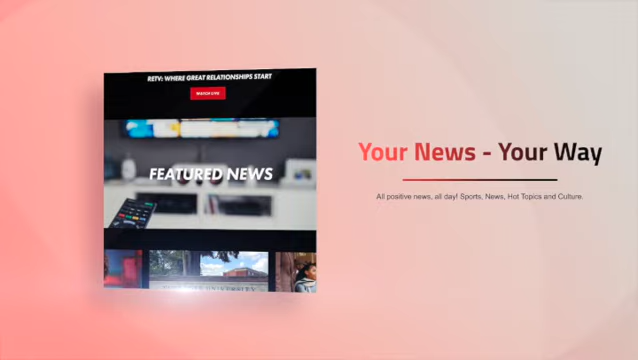 RETV: WHERE GREAT RELATIONSHIPS START
WATCH LIVE
FEATURED NEWS
Your News - Your Way
All positive news, all day! Sports, News, Hot Topics and Culture.